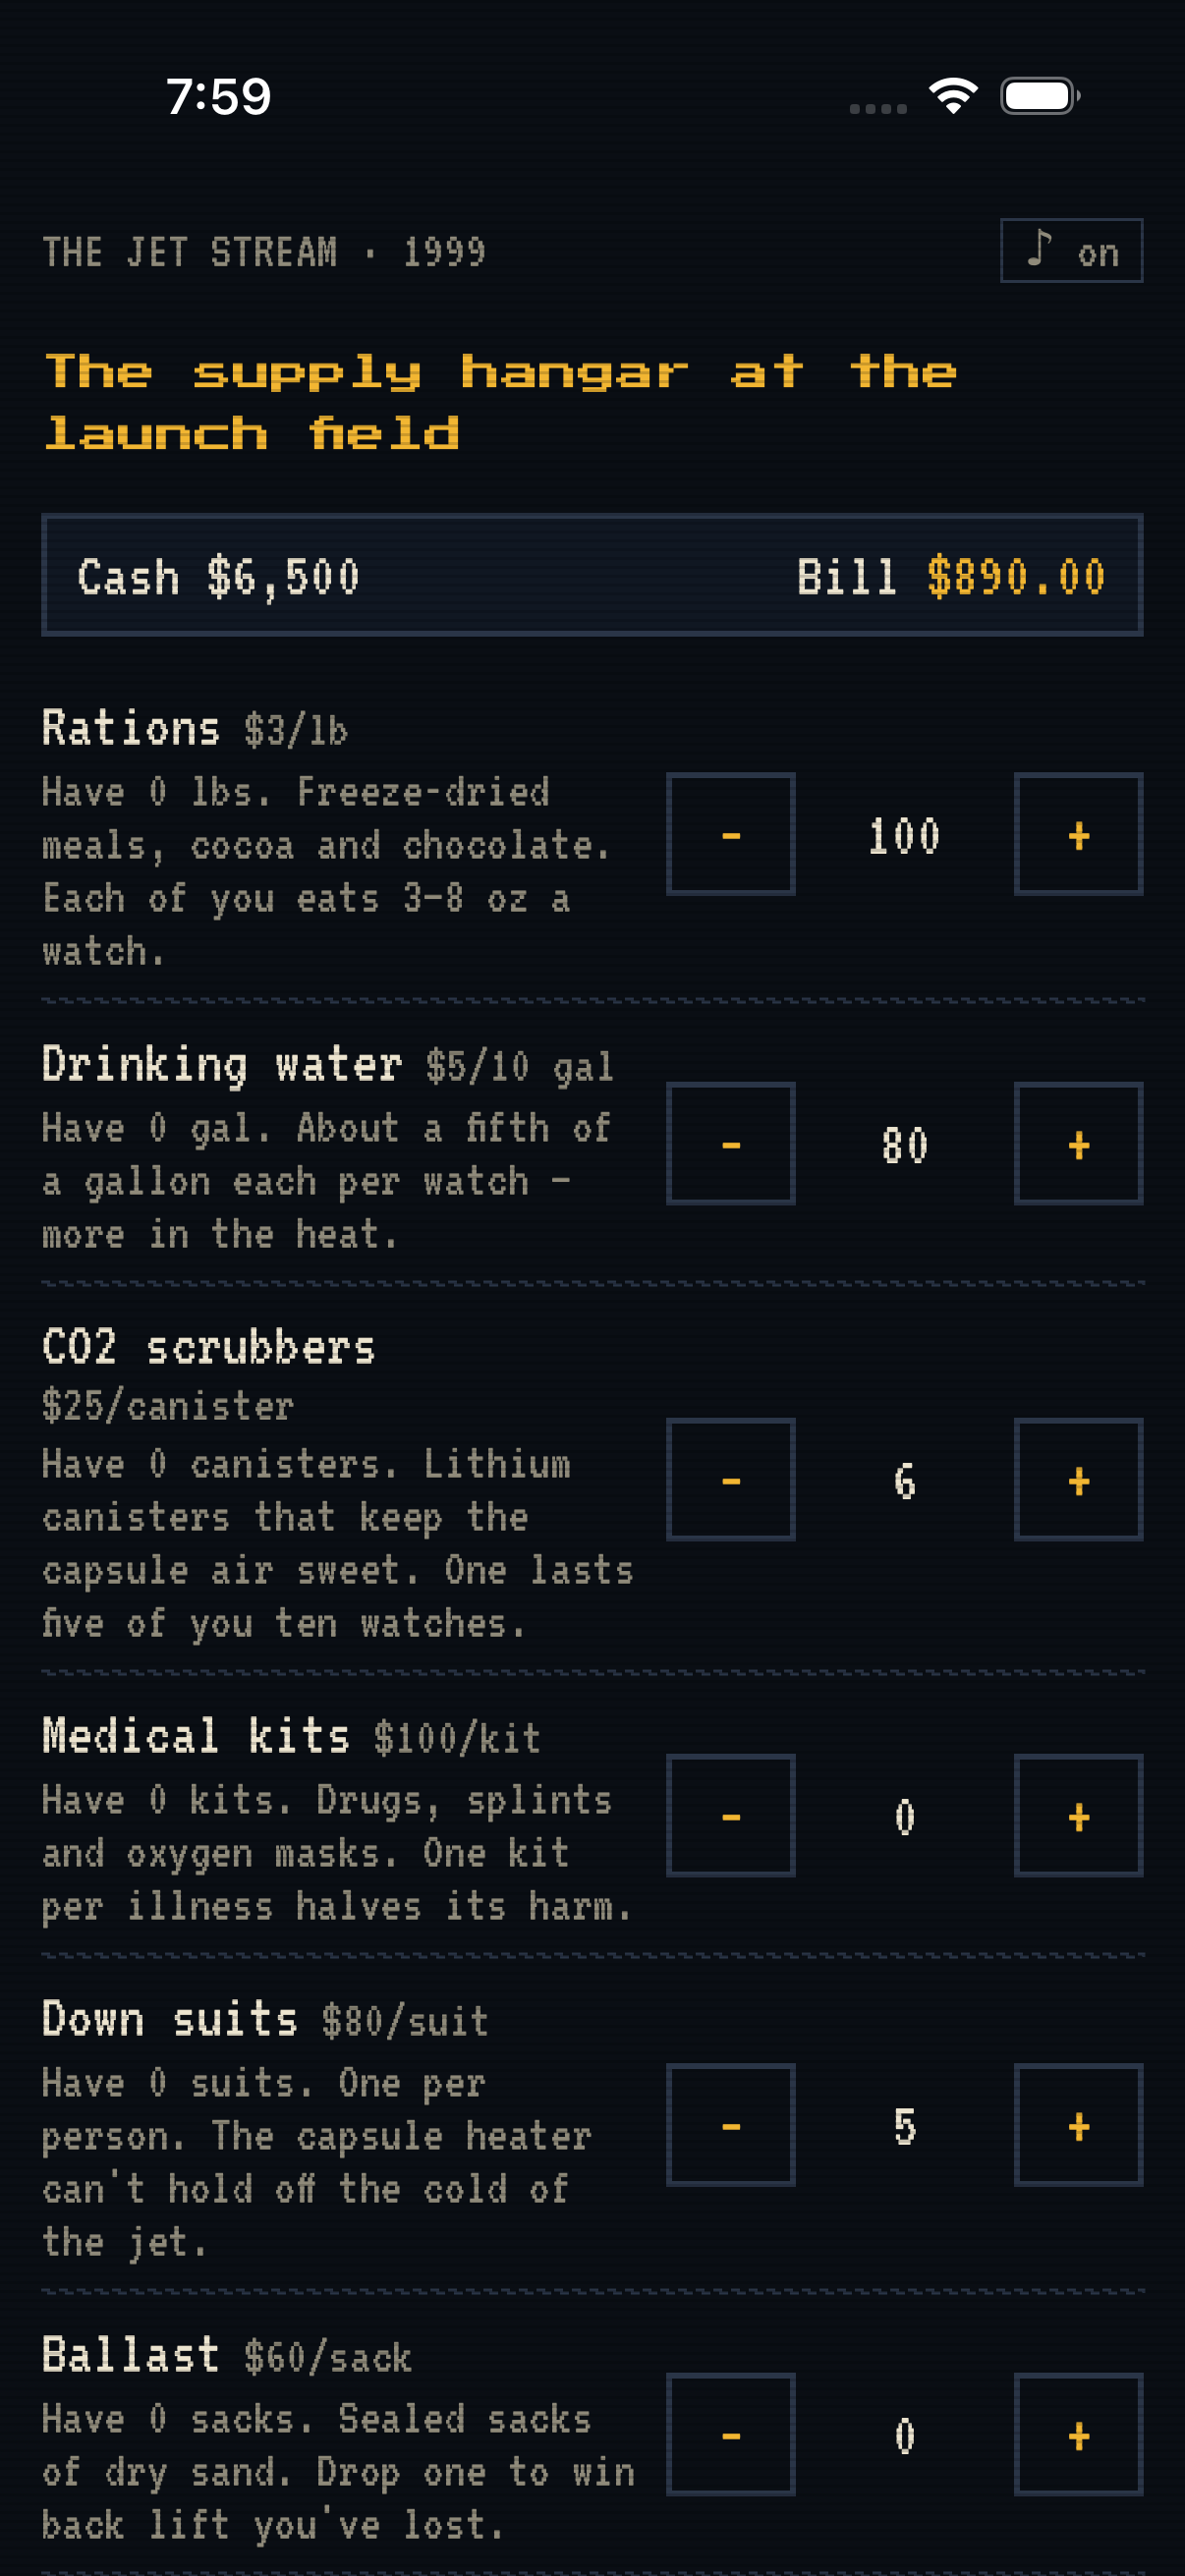 7:59
THE JET STREAM · 1999
♪ on
The supply hangar at the
launch field
Cash $6,500
Bill $890.00
Rations $3/lb
Have 0 lbs. Freeze-dried
meals, cocoa and chocolate.
Each of you eats 3–8 oz a
watch.
- 100 +
Drinking water $5/10 gal
Have 0 gal. About a fifth of
a gallon each per watch —
more in the heat.
- 80 +
CO2 scrubbers
$25/canister
Have 0 canisters. Lithium
canisters that keep the
capsule air sweet. One lasts
five of you ten watches.
- 6 +
Medical kits $100/kit
Have 0 kits. Drugs, splints
and oxygen masks. One kit
per illness halves its harm.
- 0 +
Down suits $80/suit
Have 0 suits. One per
person. The capsule heater
can't hold off the cold of
the jet.
- 5 +
Ballast $60/sack
Have 0 sacks. Sealed sacks
of dry sand. Drop one to win
back lift you've lost.
- 0 +